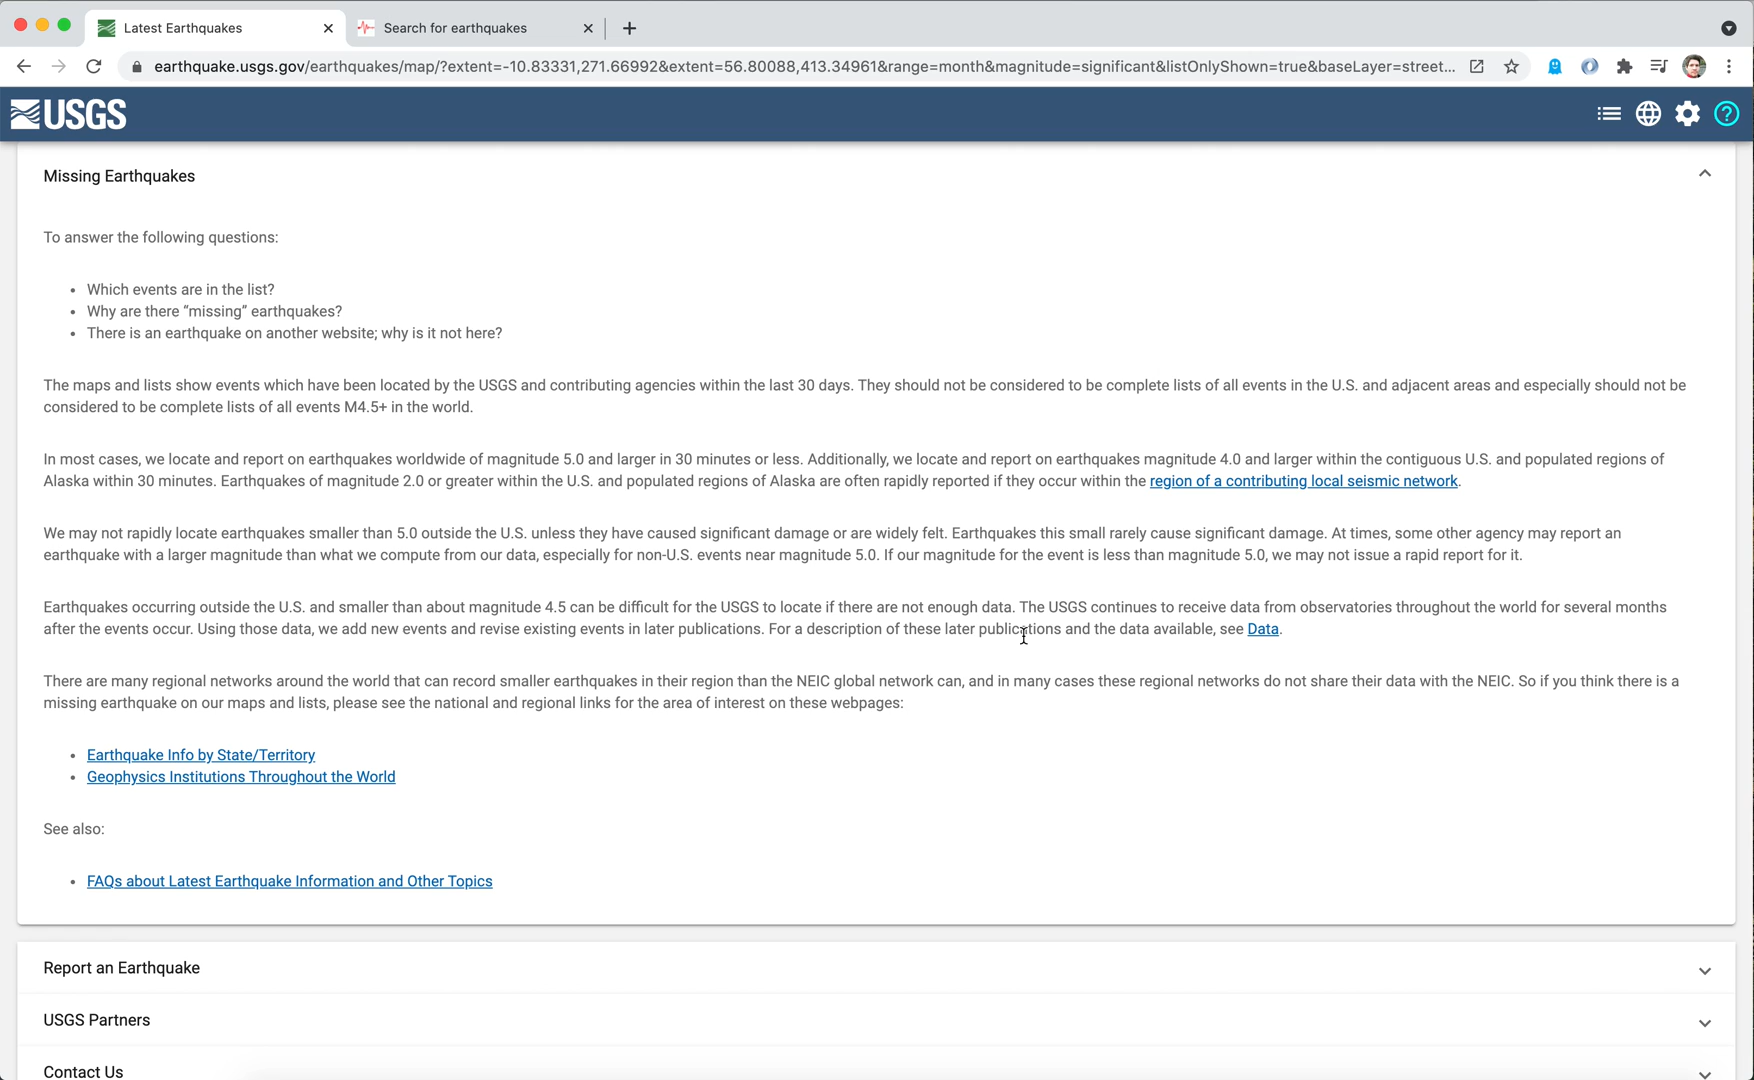 Latest Earthquakes
Search for earthquakes
earthquake.usgs.gov/earthquakes/map/?extent=-10.83331,271.66992&extent=56.80088,413.34961&range=month&magnitude=significant&listOnlyShown=true&baseLayer=street...
USGS
Missing Earthquakes
To answer the following questions:
• Which events are in the list?
• Why are there “missing” earthquakes?
• There is an earthquake on another website; why is it not here?
The maps and lists show events which have been located by the USGS and contributing agencies within the last 30 days. They should not be considered to be complete lists of all events in the U.S. and adjacent areas and especially should not be
considered to be complete lists of all events M4.5+ in the world.
In most cases, we locate and report on earthquakes worldwide of magnitude 5.0 and larger in 30 minutes or less. Additionally, we locate and report on earthquakes magnitude 4.0 and larger within the contiguous U.S. and populated regions of
Alaska within 30 minutes. Earthquakes of magnitude 2.0 or greater within the U.S. and populated regions of Alaska are often rapidly reported if they occur within the region of a contributing local seismic network.
We may not rapidly locate earthquakes smaller than 5.0 outside the U.S. unless they have caused significant damage or are widely felt. Earthquakes this small rarely cause significant damage. At times, some other agency may report an
earthquake with a larger magnitude than what we compute from our data, especially for non-U.S. events near magnitude 5.0. If our magnitude for the event is less than magnitude 5.0, we may not issue a rapid report for it.
Earthquakes occurring outside the U.S. and smaller than about magnitude 4.5 can be difficult for the USGS to locate if there are not enough data. The USGS continues to receive data from observatories throughout the world for several months
after the events occur. Using those data, we add new events and revise existing events in later publications. For a description of these later publications and the data available, see Data.
There are many regional networks around the world that can record smaller earthquakes in their region than the NEIC global network can, and in many cases these regional networks do not share their data with the NEIC. So if you think there is a
missing earthquake on our maps and lists, please see the national and regional links for the area of interest on these webpages:
• Earthquake Info by State/Territory
• Geophysics Institutions Throughout the World
See also:
• FAQs about Latest Earthquake Information and Other Topics
Report an Earthquake
USGS Partners
Contact Us